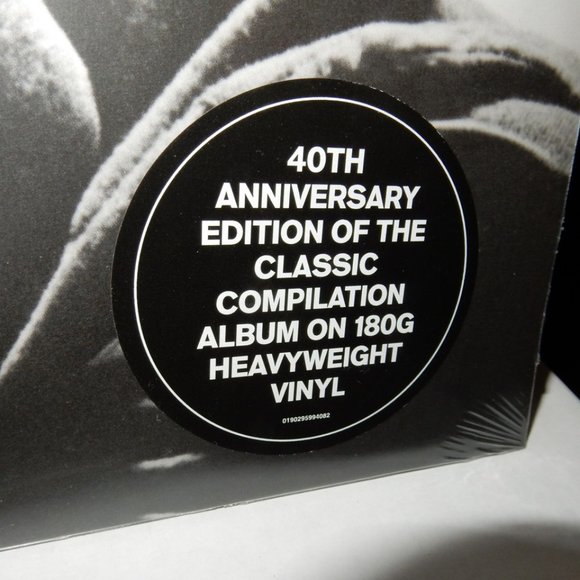 40TH
ANNIVERSARY
EDITION OF THE
CLASSIC
COMPILATION
ALBUM ON 180G
HEAVYWEIGHT
VINYL
0190295994082